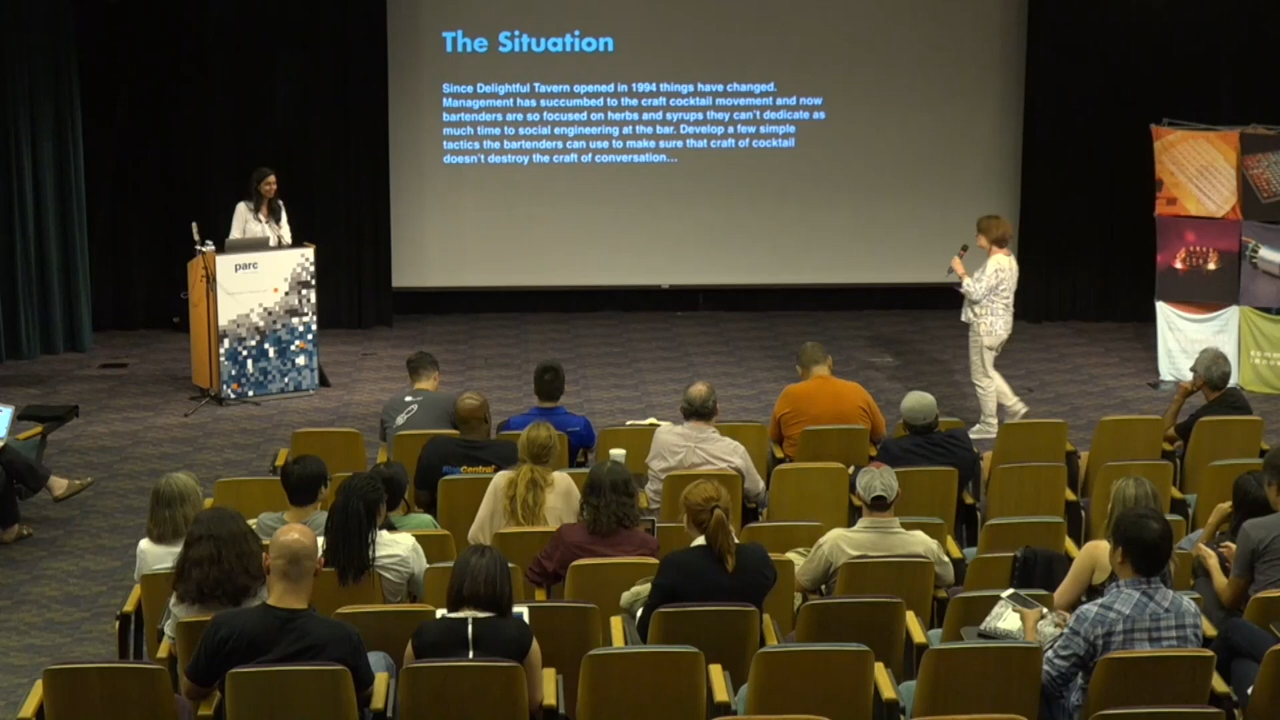 The Situation
Since Delightful Tavern opened in 1994 things have changed.
Management has succumbed to the craft cocktail movement and now
bartenders are so focused on herbs and syrups they can't dedicate as
much time to social engineering at the bar. Develop a few simple
tactics the bartenders can use to make sure that craft of cocktail
doesn't destroy the craft of conversation...
parc